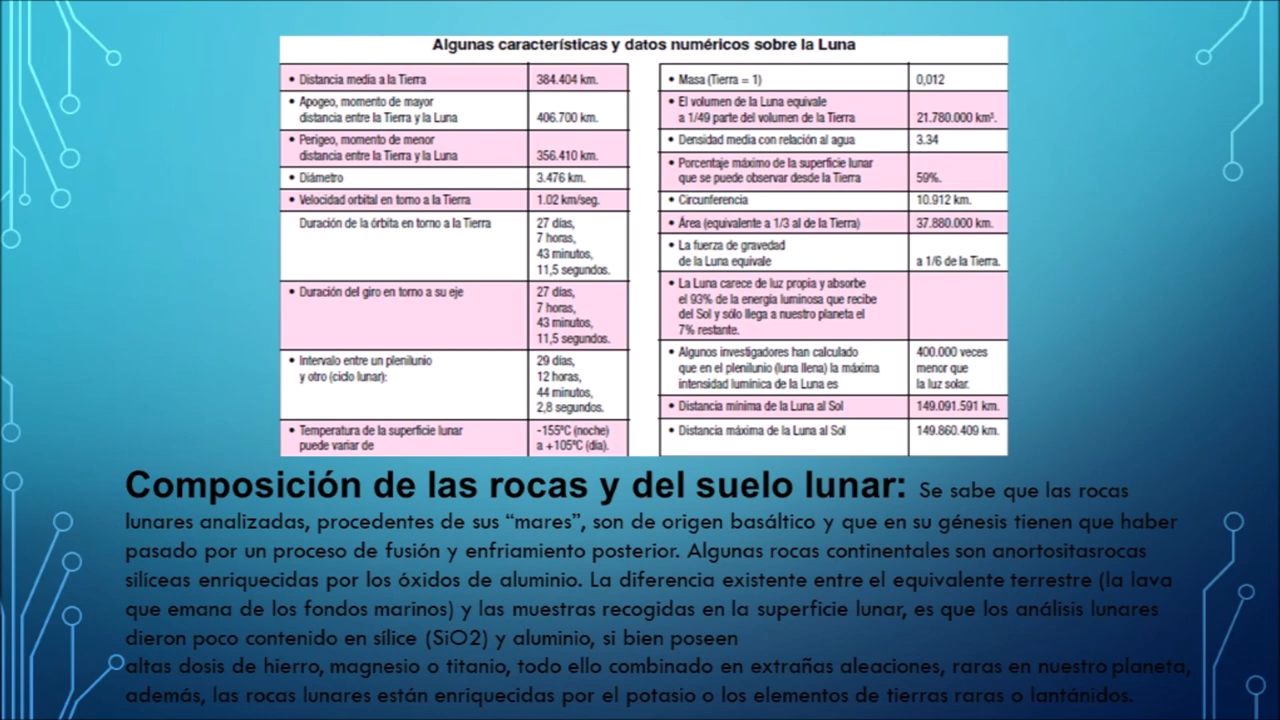 Algunas características y datos numéricos sobre la Luna
• Distancia media a la Tierra 384.404 km.
• Apogeo, momento de mayor
distancia entre la Tierra y la Luna 406.700 km.
• Perigeo, momento de menor
distancia entre la Tierra y la Luna 356.410 km.
• Diámetro 3.476 km.
• Velocidad orbital en torno a la Tierra 1.02 km/seg.
Duración de la órbita en torno a la Tierra 27 días,
7 horas,
43 minutos,
11,5 segundos.
• Duración del giro en torno a su eje 27 días,
7 horas,
43 minutos,
11,5 segundos.
• Intervalo entre un plenilunio 29 días,
y otro (ciclo lunar): 12 horas,
44 minutos,
2,8 segundos.
• Temperatura de la superficie lunar -155ºC (noche)
puede variar de a +105ºC (día).
• Masa (Tierra = 1) 0,012
• El volumen de la Luna equivale
a 1/49 parte del volumen de la Tierra 21.780.000 km³.
• Densidad media con relación al agua 3.34
• Porcentaje máximo de la superficie lunar
que se puede observar desde la Tierra 59%.
• Circunferencia 10.912 km.
• Área (equivalente a 1/3 al de la Tierra) 37.880.000 km.
• La fuerza de gravedad
de la Luna equivale a 1/6 de la Tierra.
• La Luna carece de luz propia y absorbe
el 93% de la energía luminosa que recibe
del Sol y sólo llega a nuestro planeta el
7% restante.
• Algunos investigadores han calculado 400.000 veces
que en el plenilunio (luna llena) la máxima menor que
intensidad lumínica de la Luna es la luz solar.
• Distancia mínima de la Luna al Sol 149.091.591 km.
• Distancia máxima de la Luna al Sol 149.860.409 km.
Composición de las rocas y del suelo lunar: Se sabe que las rocas
lunares analizadas, procedentes de sus “mares”, son de origen basáltico y que en su génesis tienen que haber
pasado por un proceso de fusión y enfriamiento posterior. Algunas rocas continentales son anortositasrocas
silíceas enriquecidas por los óxidos de aluminio. La diferencia existente entre el equivalente terrestre (la lava
que emana de los fondos marinos) y las muestras recogidas en la superficie lunar, es que los análisis lunares
dieron poco contenido en sílice (SiO2) y aluminio, si bien poseen
altas dosis de hierro, magnesio o titanio, todo ello combinado en extrañas aleaciones, raras en nuestro planeta,
además, las rocas lunares están enriquecidas por el potasio o los elementos de tierras raras o lantánidos.